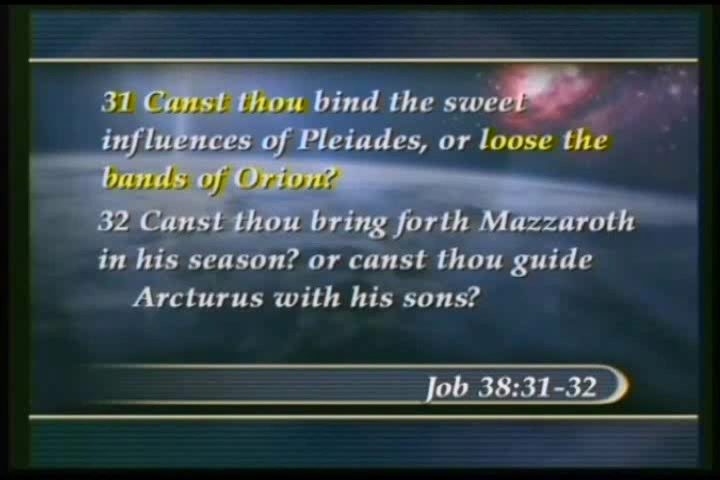 31 Canst thou bind the sweet
influences of Pleiades, or loose the
bands of Orion?
32 Canst thou bring forth Mazzaroth
in his season? or canst thou guide
Arcturus with his sons?
Job 38:31-32